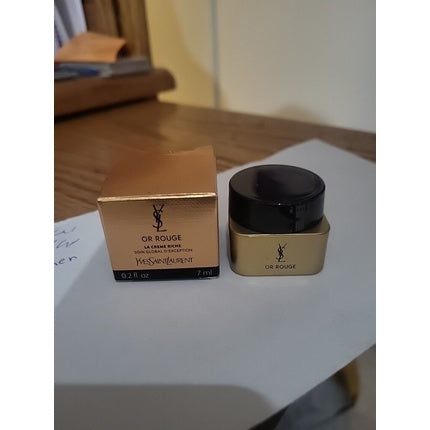 YSL
OR ROUGE
LA CRÈME RICHE
SOIN GLOBAL D'EXCEPTION
YVESSAINTLAURENT
0.2 fl. oz 7 ml
YSL
OR ROUGE